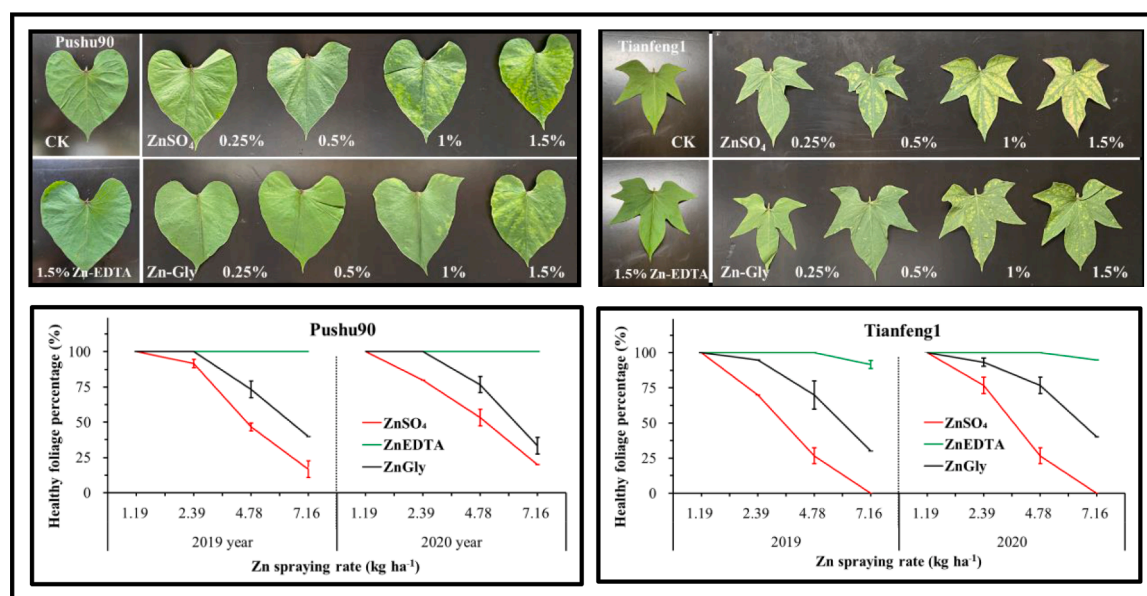 Pushu90
CK
ZnSO₄ 0.25% 0.5% 1% 1.5%
1.5% Zn-EDTA
Zn-Gly 0.25% 0.5% 1% 1.5%
Tianfeng1
CK
ZnSO₄ 0.25% 0.5% 1% 1.5%
1.5% Zn-EDTA
Zn-Gly 0.25% 0.5% 1% 1.5%
Pushu90
Healthy foliage percentage (%)
100
75
50
25
0
ZnSO₄
ZnEDTA
ZnGly
1.19 2.39 4.78 7.16 1.19 2.39 4.78 7.16
2019 year 2020 year
Zn spraying rate (kg ha⁻¹)
Tianfeng1
Healthy foliage percentage (%)
100
75
50
25
0
ZnSO₄
ZnEDTA
ZnGly
1.19 2.39 4.78 7.16 1.19 2.39 4.78 7.16
2019 2020
Zn spraying rate (kg ha⁻¹)